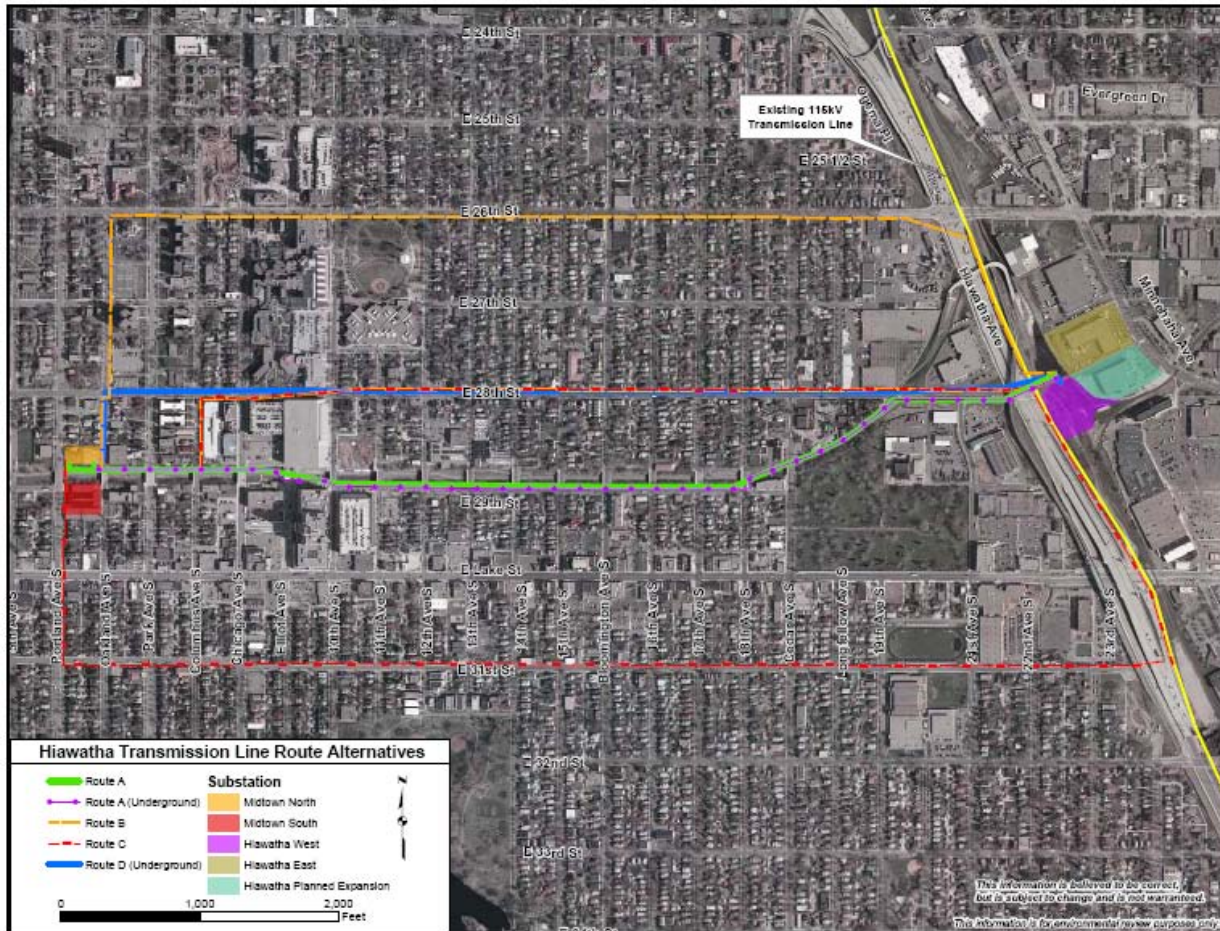 E 24th St
Evergreen Dr
E 25th St
Ogema Pl
Existing 115kV
Transmission Line
E 25 1/2 St
E 26th St
E 27th St
Hiawatha Ave
Minnehaha Ave
E 28th St
E 29th St
E Lake St
Portland Ave S
Oakland Ave S
Park Ave S
Columbus Ave S
Chicago Ave S
Elliot Ave S
10th Ave S
11th Ave S
12th Ave S
13th Ave S
14th Ave S
15th Ave S
Bloomington Ave S
16th Ave S
17th Ave S
18th Ave S
Cedar Ave S
Longfellow Ave S
19th Ave S
21st Ave S
22nd Ave S
23rd Ave S
E 31st St
E 32nd St
E 33rd St
Hiawatha Transmission Line Route Alternatives
Route A
Route A (Underground)
Route B
Route C
Route D (Underground)
Substation
Midtown North
Midtown South
Hiawatha West
Hiawatha East
Hiawatha Planned Expansion
N
0 1,000 2,000
Feet
This information is believed to be correct,
but is subject to change and is not warranteed.
This information is for environmental review purposes only